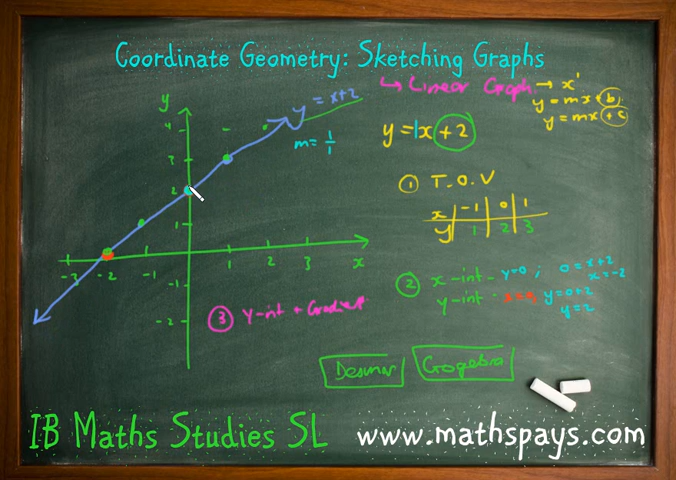 Coordinate Geometry: Sketching Graphs
↳ Linear Graph → x¹
y = mx + b
y = mx + c
y = 1x + 2
y = x+2
m = 1/1
y
4
3
2
1
-3 -2 -1 1 2 3 x
-1
-2
① T.O.V
x | -1 | 0 | 1
y | 1 | 2 | 3
② x-int - y=0; 0 = x+2
x = -2
y-int - x=0, y=0+2
y=2
③ Y-int + Gradient
Desmos Geogebra
IB Maths Studies SL www.mathspays.com